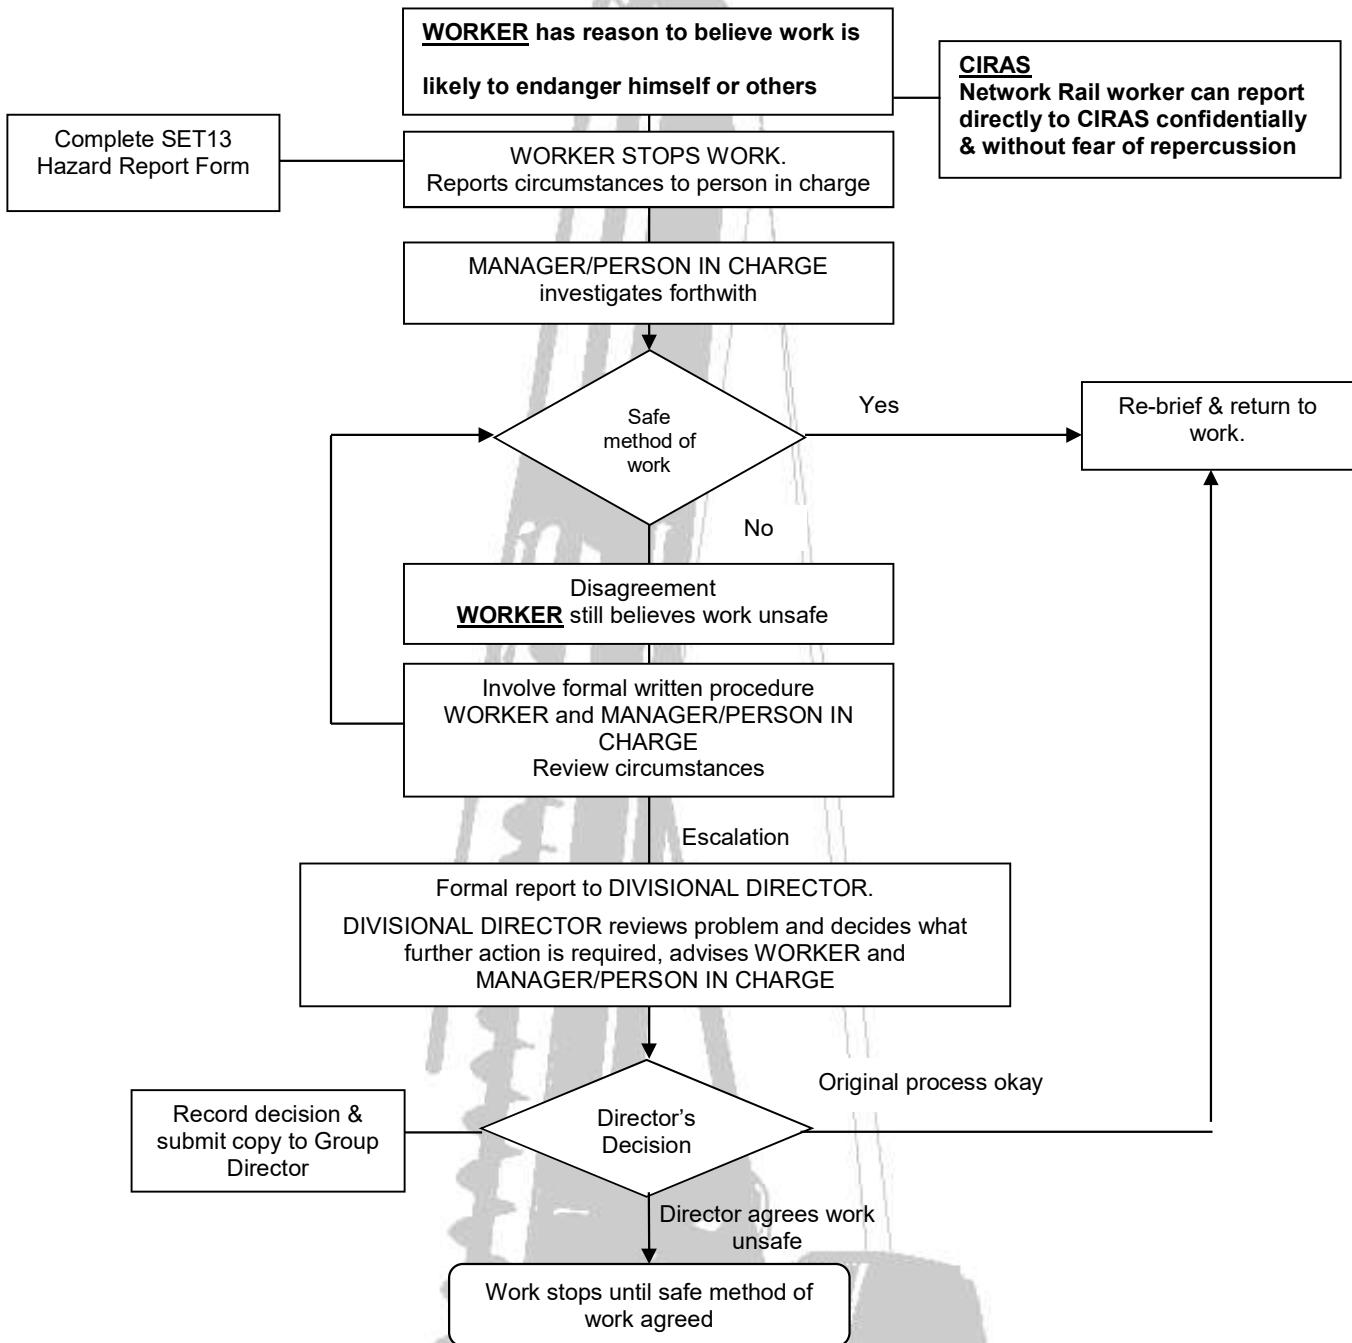 WORKER has reason to believe work is
likely to endanger himself or others
CIRAS
Network Rail worker can report
directly to CIRAS confidentially
& without fear of repercussion
Complete SET13
Hazard Report Form
WORKER STOPS WORK.
Reports circumstances to person in charge
MANAGER/PERSON IN CHARGE
investigates forthwith
Safe
method of
work
Yes
Re-brief & return to
work.
No
Disagreement
WORKER still believes work unsafe
Involve formal written procedure
WORKER and MANAGER/PERSON IN
CHARGE
Review circumstances
Escalation
Formal report to DIVISIONAL DIRECTOR.
DIVISIONAL DIRECTOR reviews problem and decides what
further action is required, advises WORKER and
MANAGER/PERSON IN CHARGE
Original process okay
Record decision &
submit copy to Group
Director
Director’s
Decision
Director agrees work
unsafe
Work stops until safe method of
work agreed